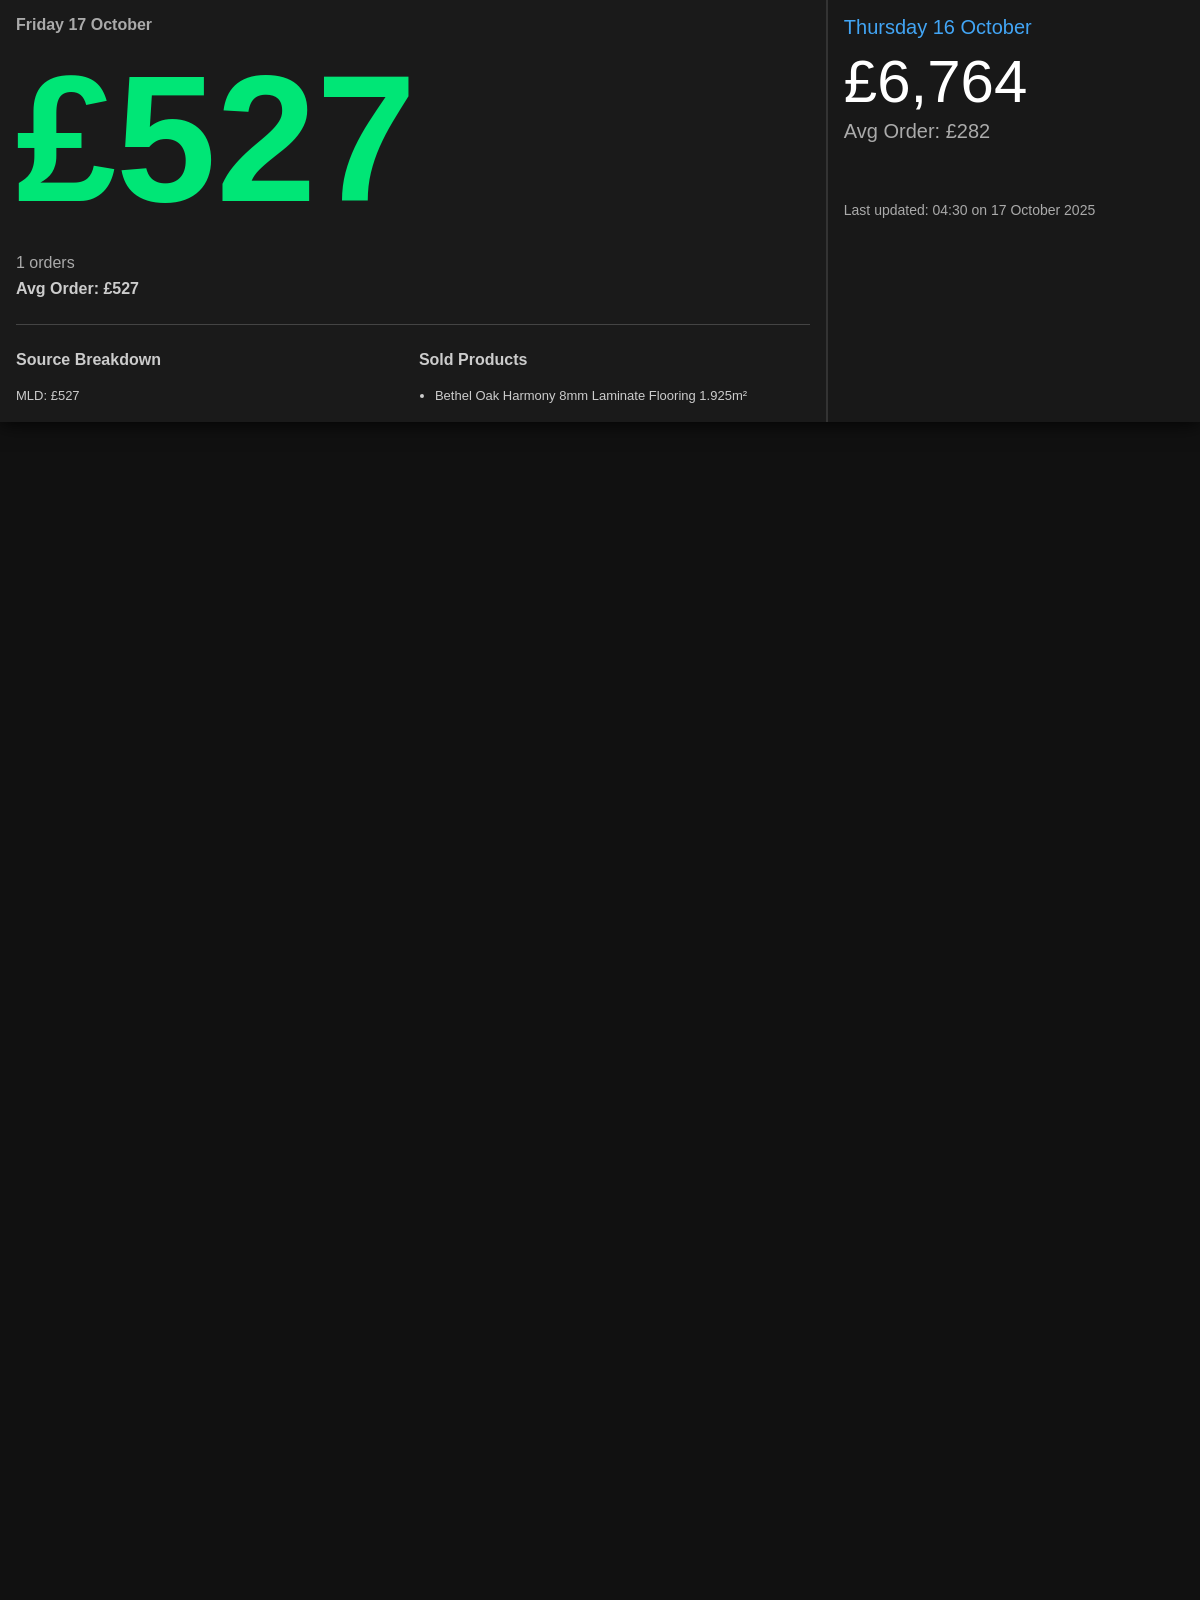 Friday 17 October
£527
1 orders
Avg Order: £527
Source Breakdown
MLD: £527
Sold Products
• Bethel Oak Harmony 8mm Laminate Flooring 1.925m²
Thursday 16 October
£6,764
Avg Order: £282
Last updated: 04:30 on 17 October 2025